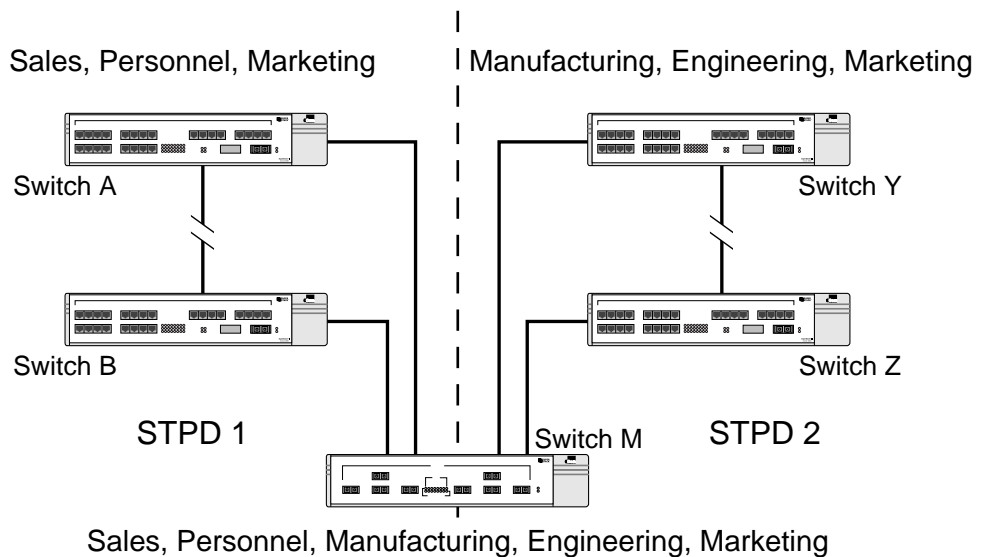 Sales, Personnel, Marketing
Manufacturing, Engineering, Marketing
Switch A
Switch Y
Switch B
Switch Z
STPD 1
Switch M
STPD 2
Sales, Personnel, Manufacturing, Engineering, Marketing